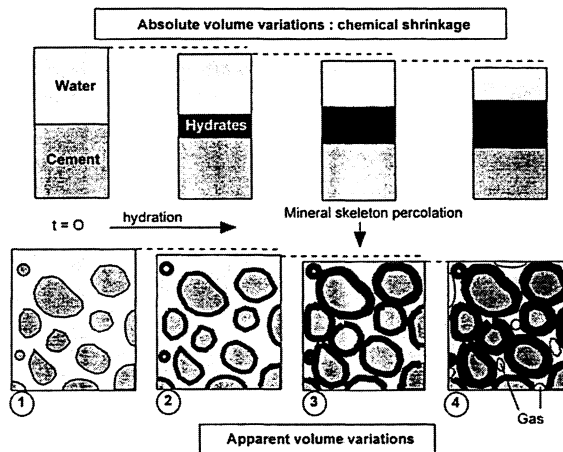 Absolute volume variations : chemical shrinkage
Water
Hydrates
Cement
t = O
hydration
Mineral skeleton percolation
1
2
3
4
Gas
Apparent volume variations